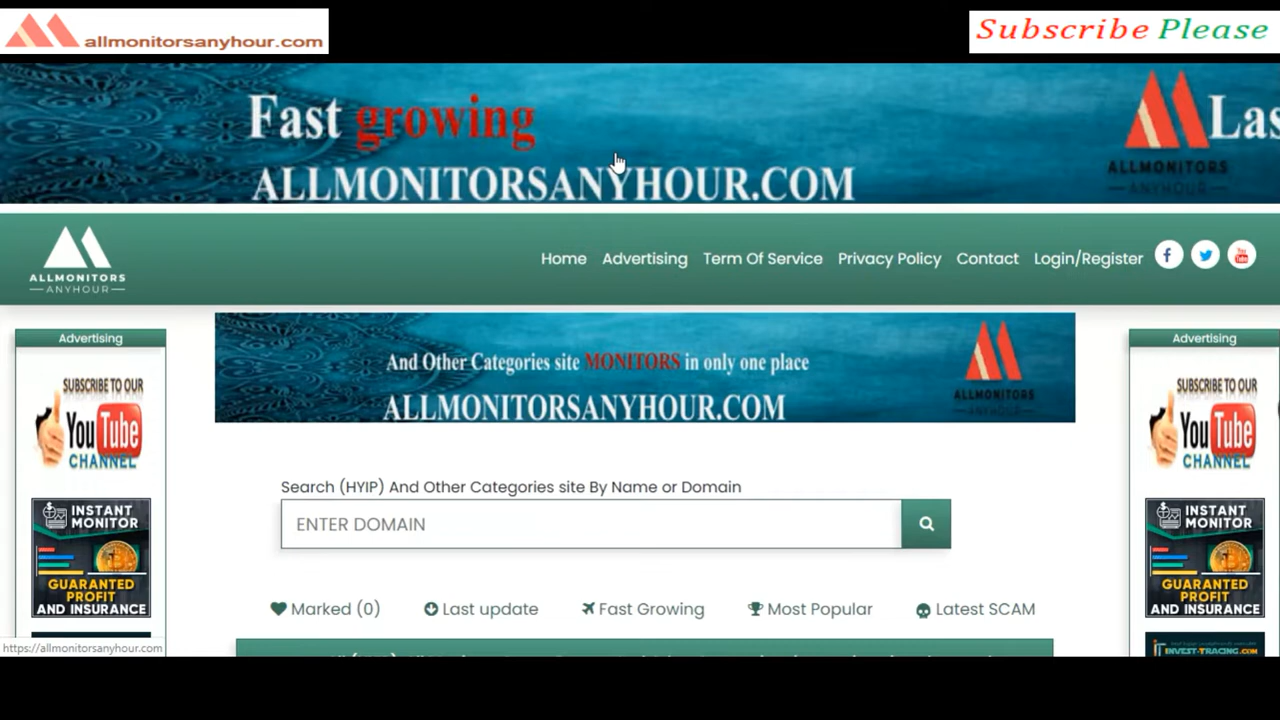 allmonitorsanyhour.com
Subscribe Please
Fast growing
ALLMONITORSANYHOUR.COM
Las
ALLMONITORS
ANYHOUR
ALLMONITORS
ANYHOUR
Home Advertising Term Of Service Privacy Policy Contact Login/Register
And Other Categories site MONITORS in only one place
ALLMONITORSANYHOUR.COM
ALLMONITORS
ANYHOUR
Advertising
SUBSCRIBE TO OUR
YouTube
CHANNEL
INSTANT
MONITOR
GUARANTED
PROFIT
AND INSURANCE
Search (HYIP) And Other Categories site By Name or Domain
ENTER DOMAIN
Marked (0) Last update Fast Growing Most Popular Latest SCAM
Advertising
SUBSCRIBE TO OUR
YouTube
CHANNEL
INSTANT
MONITOR
GUARANTED
PROFIT
AND INSURANCE
INVEST-TRACING.COM
https://allmonitorsanyhour.com